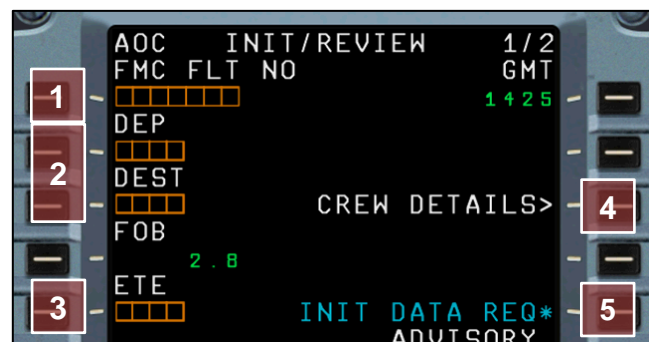 AOC INIT/REVIEW 1/2
FMC FLT NO GMT
1 1425
DEP
2
DEST
CREW DETAILS> 4
FOB
2.8
ETE
3 INIT DATA REQ* 5
ADVISORY